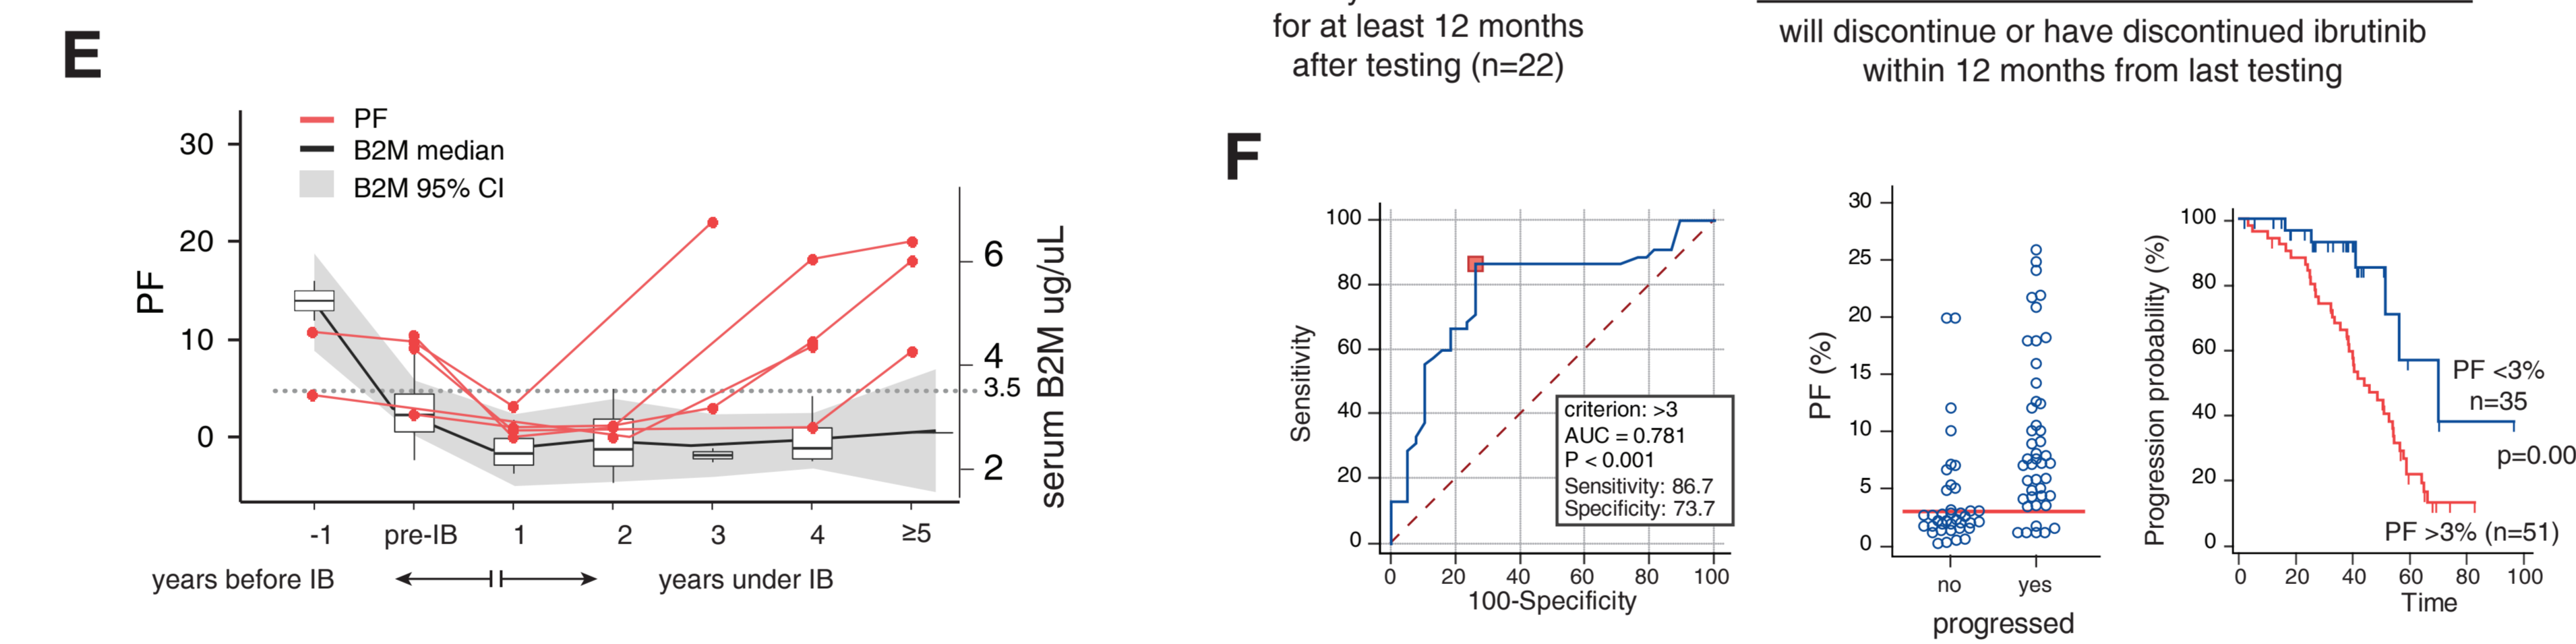 for at least 12 months
after testing (n=22)
will discontinue or have discontinued ibrutinib
within 12 months from last testing
E
PF
B2M median
B2M 95% CI
30
20
10
0
PF
6
4
3.5
2
serum B2M ug/uL
-1
pre-IB
1
2
3
4
≥5
years before IB
years under IB
F
100
80
60
40
20
0
Sensitivity
criterion: >3
AUC = 0.781
P < 0.001
Sensitivity: 86.7
Specificity: 73.7
0
20
40
60
80
100
100-Specificity
30
25
20
15
10
5
0
PF (%)
no
yes
progressed
100
80
60
40
20
0
Progression probability (%)
PF <3%
n=35
p=0.00
PF >3% (n=51)
0
20
40
60
80
100
Time